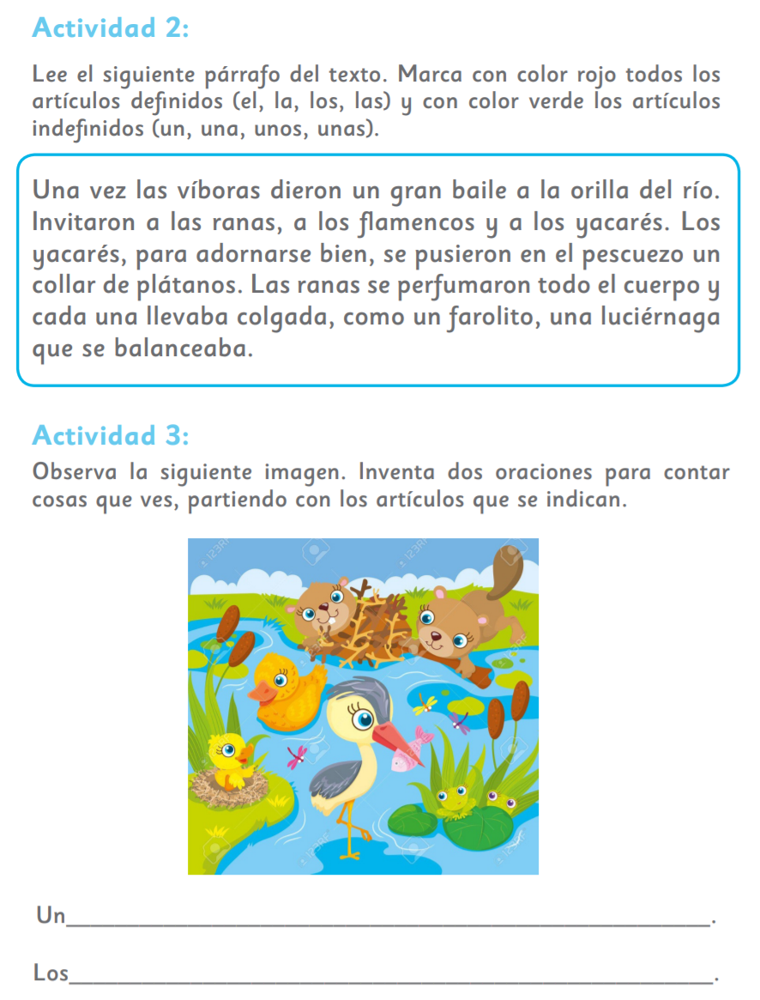 Actividad 2:
Lee el siguiente párrafo del texto. Marca con color rojo todos los
artículos definidos (el, la, los, las) y con color verde los artículos
indefinidos (un, una, unos, unas).
Una vez las víboras dieron un gran baile a la orilla del río.
Invitaron a las ranas, a los flamencos y a los yacarés. Los
yacarés, para adornarse bien, se pusieron en el pescuezo un
collar de plátanos. Las ranas se perfumaron todo el cuerpo y
cada una llevaba colgada, como un farolito, una luciérnaga
que se balanceaba.
Actividad 3:
Observa la siguiente imagen. Inventa dos oraciones para contar
cosas que ves, partiendo con los artículos que se indican.
Un______________________________________________________.
Los______________________________________________________.